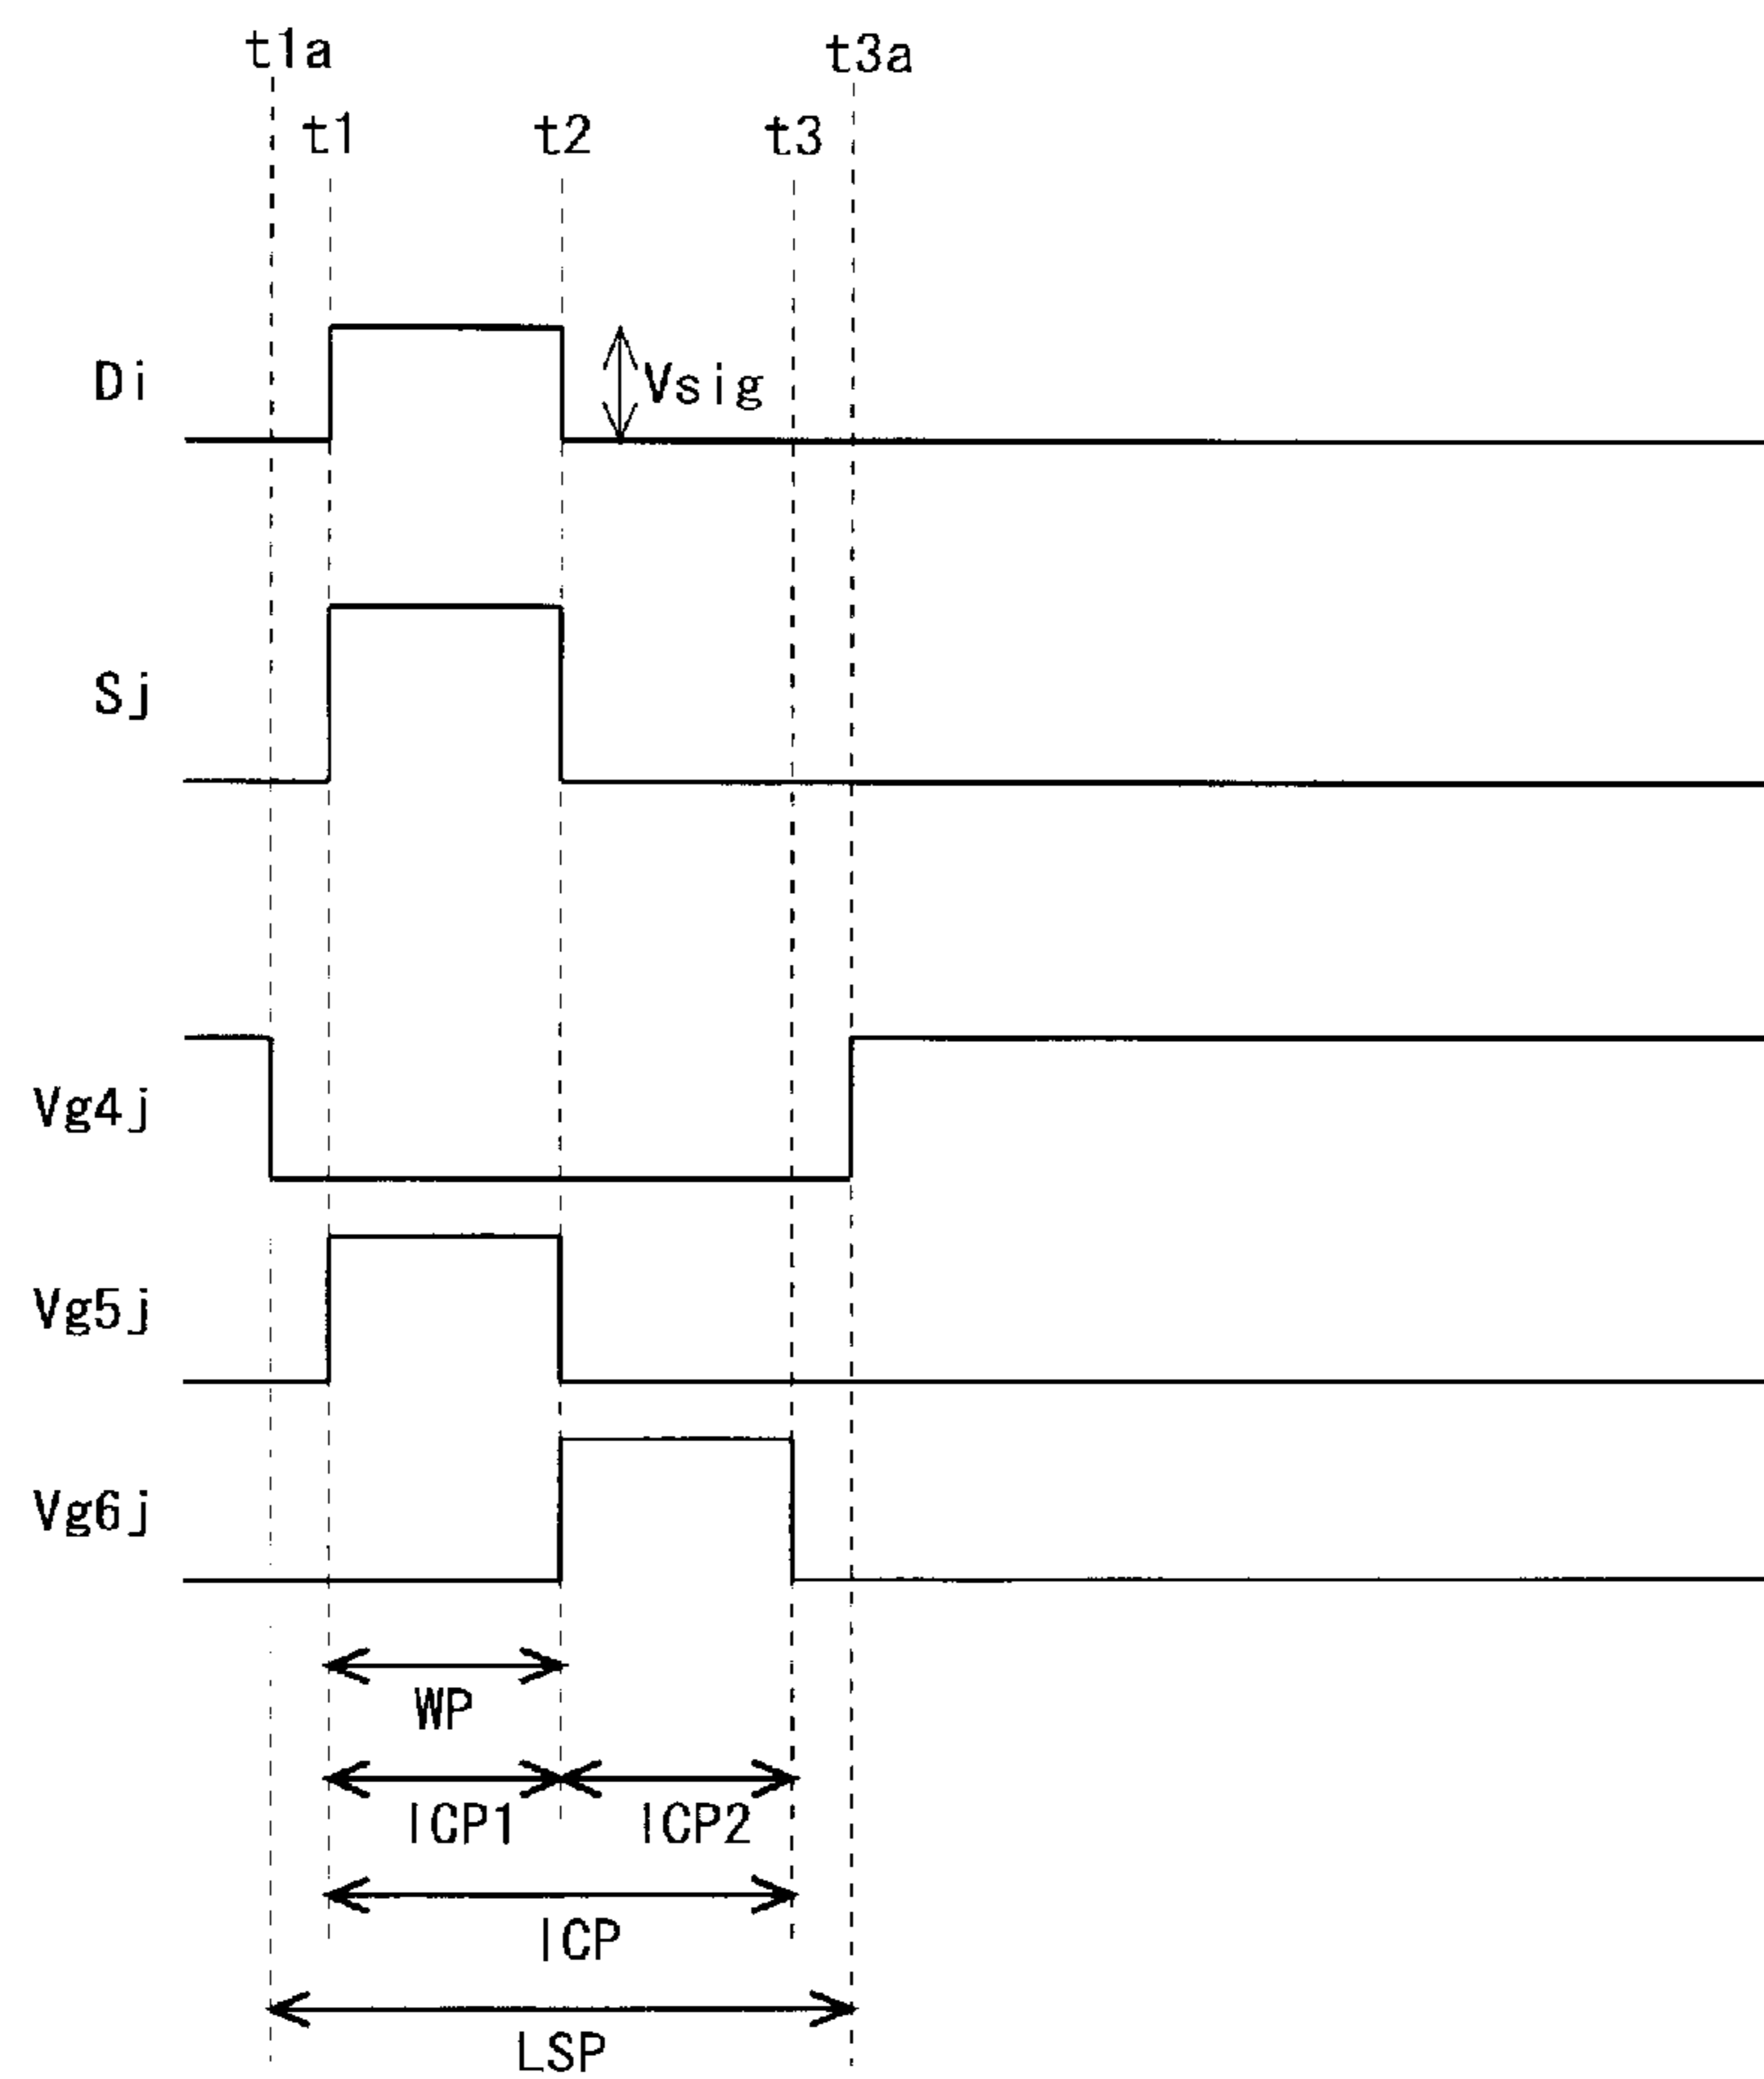 t1a
t3a
t1
t2
t3
Di
Vsig
Sj
Vg4j
Vg5j
Vg6j
WP
ICP1
ICP2
ICP
LSP